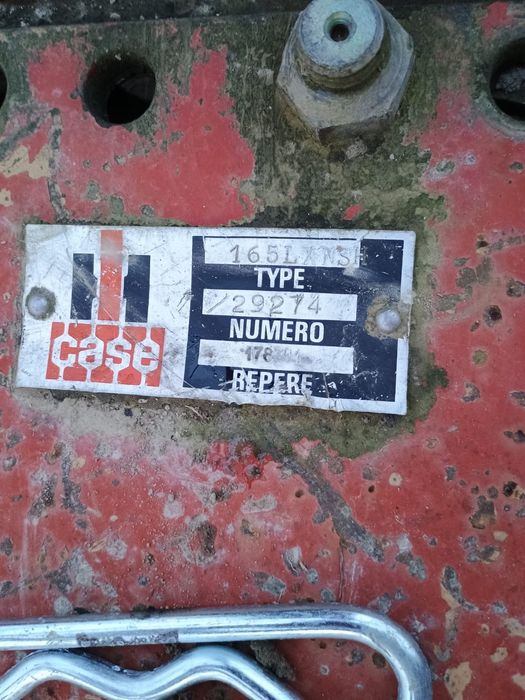 case
165L
TYPE
29274
NUMERO
REPERE